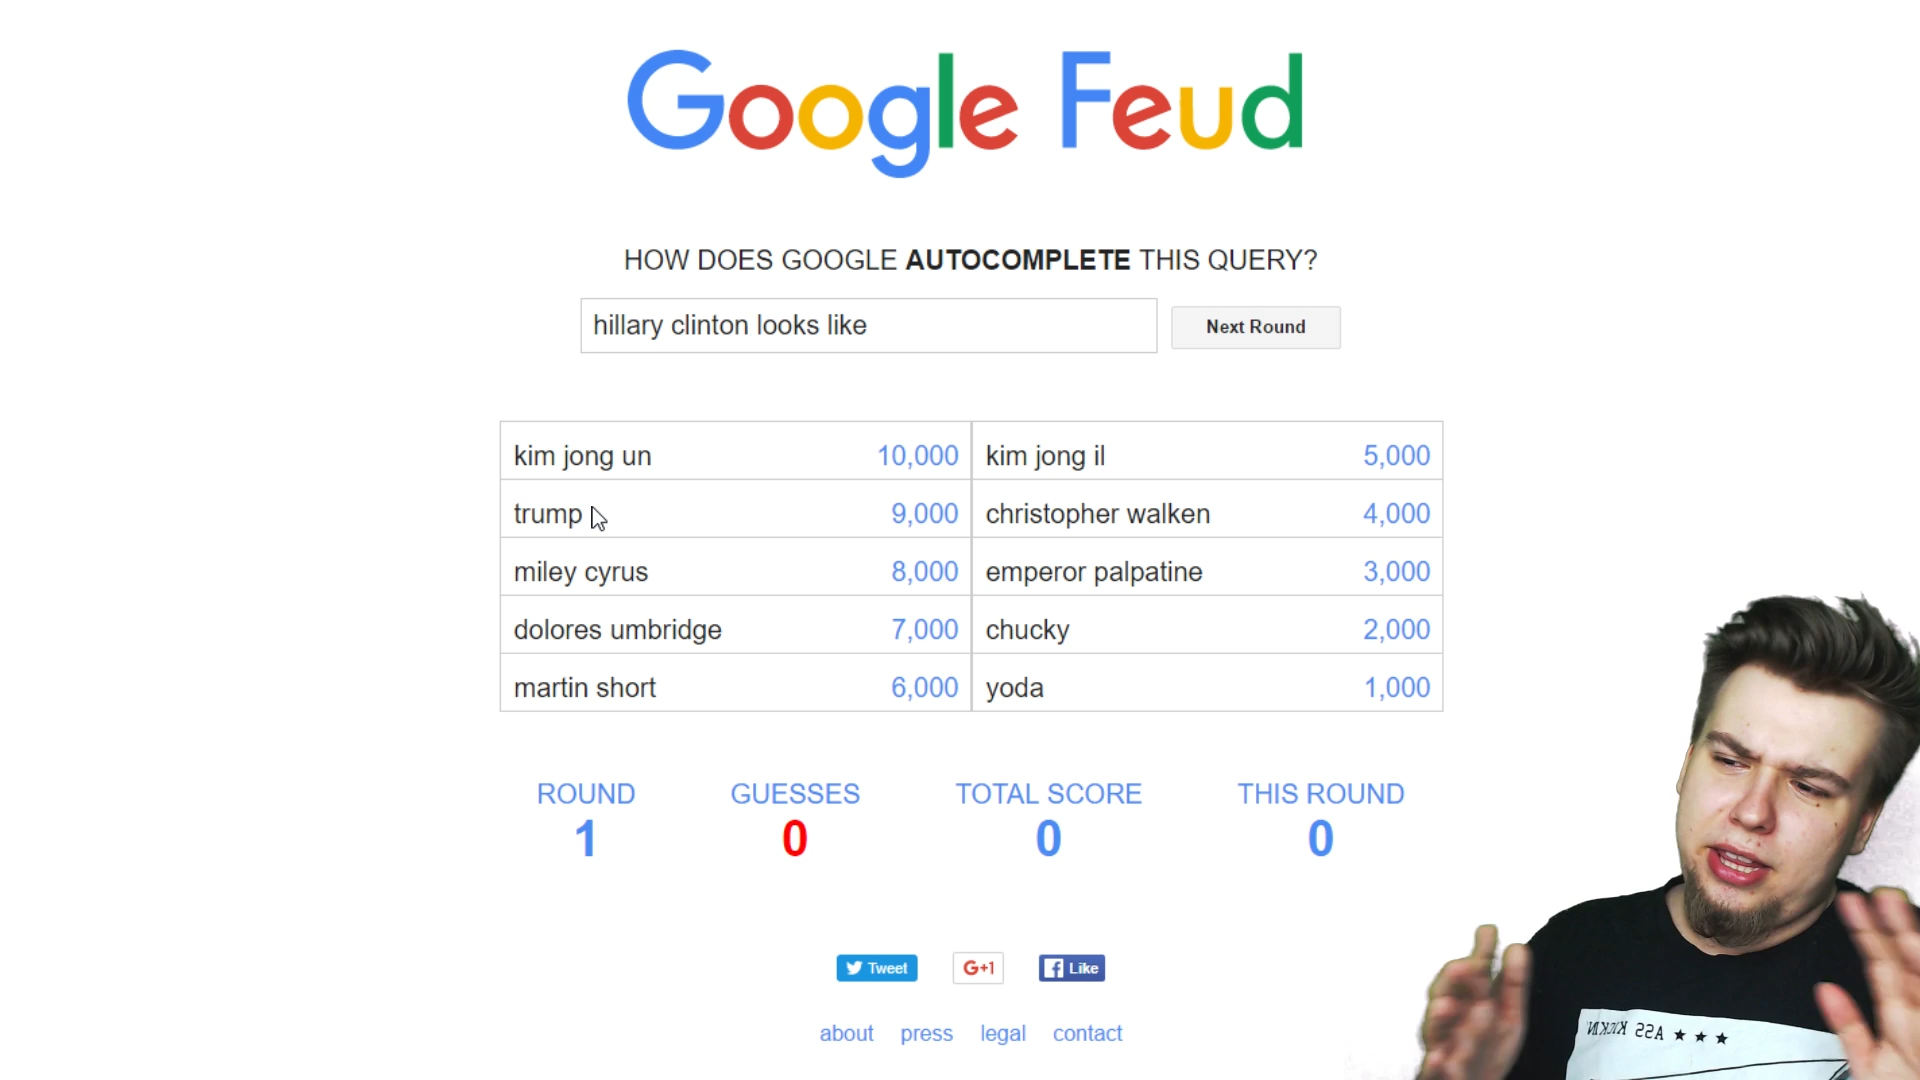 Google Feud
HOW DOES GOOGLE AUTOCOMPLETE THIS QUERY?
hillary clinton looks like
Next Round
kim jong un 10,000 kim jong il 5,000
trump 9,000 christopher walken 4,000
miley cyrus 8,000 emperor palpatine 3,000
dolores umbridge 7,000 chucky 2,000
martin short 6,000 yoda 1,000
ROUND GUESSES TOTAL SCORE THIS ROUND
1 0 0 0
Tweet G+1 Like
about press legal contact
ASS KICKIN